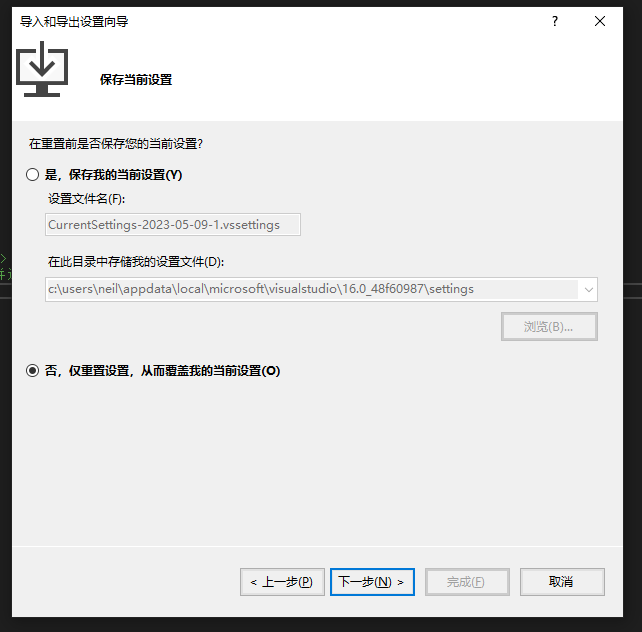 导入和导出设置向导
?
保存当前设置
在重置前是否保存您的当前设置?
是，保存我的当前设置(Y)
设置文件名(F):
CurrentSettings-2023-05-09-1.vssettings
在此目录中存储我的设置文件(D):
c:\users\neil\appdata\local\microsoft\visualstudio\16.0_48f60987\settings
浏览(B)...
否，仅重置设置，从而覆盖我的当前设置(O)
< 上一步(P)
下一步(N) >
完成(F)
取消